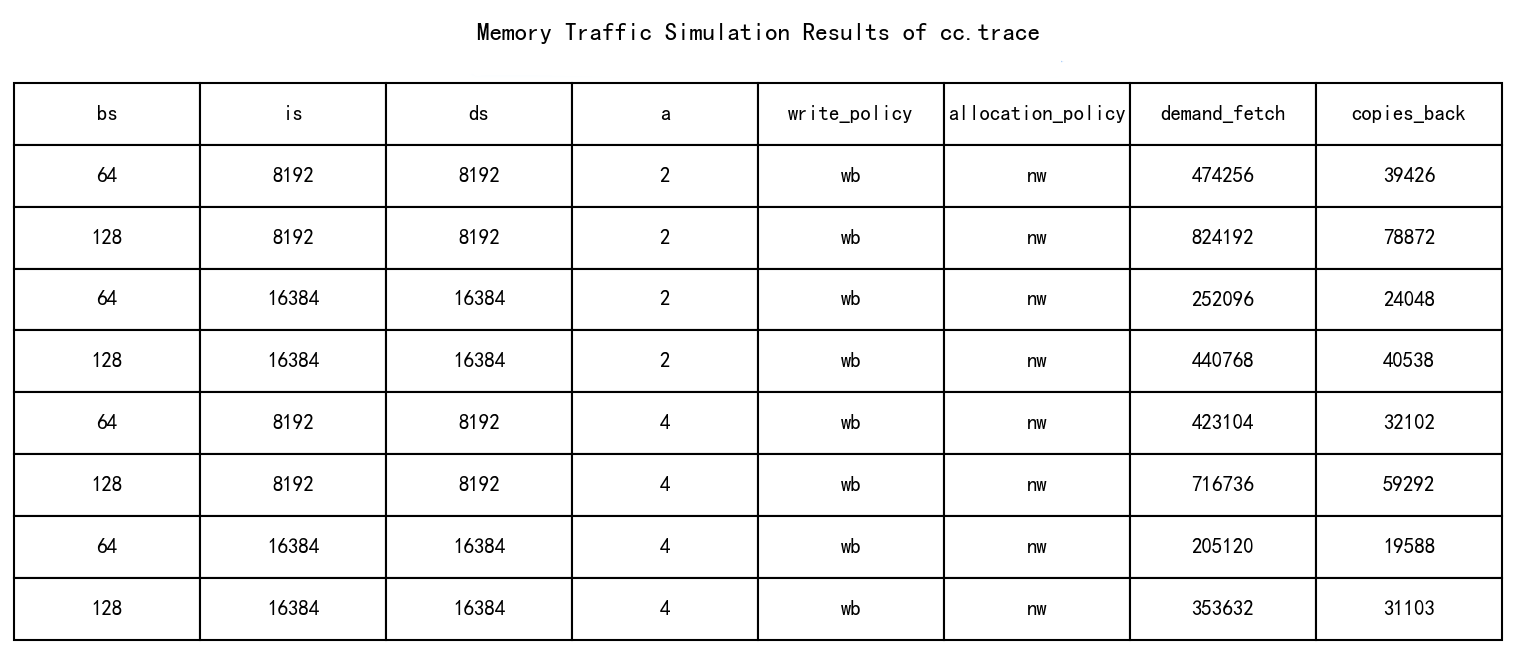 Memory Traffic Simulation Results of cc.trace
bs is ds a write_policy allocation_policy demand_fetch copies_back
64 8192 8192 2 wb nw 474256 39426
128 8192 8192 2 wb nw 824192 78872
64 16384 16384 2 wb nw 252096 24048
128 16384 16384 2 wb nw 440768 40538
64 8192 8192 4 wb nw 423104 32102
128 8192 8192 4 wb nw 716736 59292
64 16384 16384 4 wb nw 205120 19588
128 16384 16384 4 wb nw 353632 31103